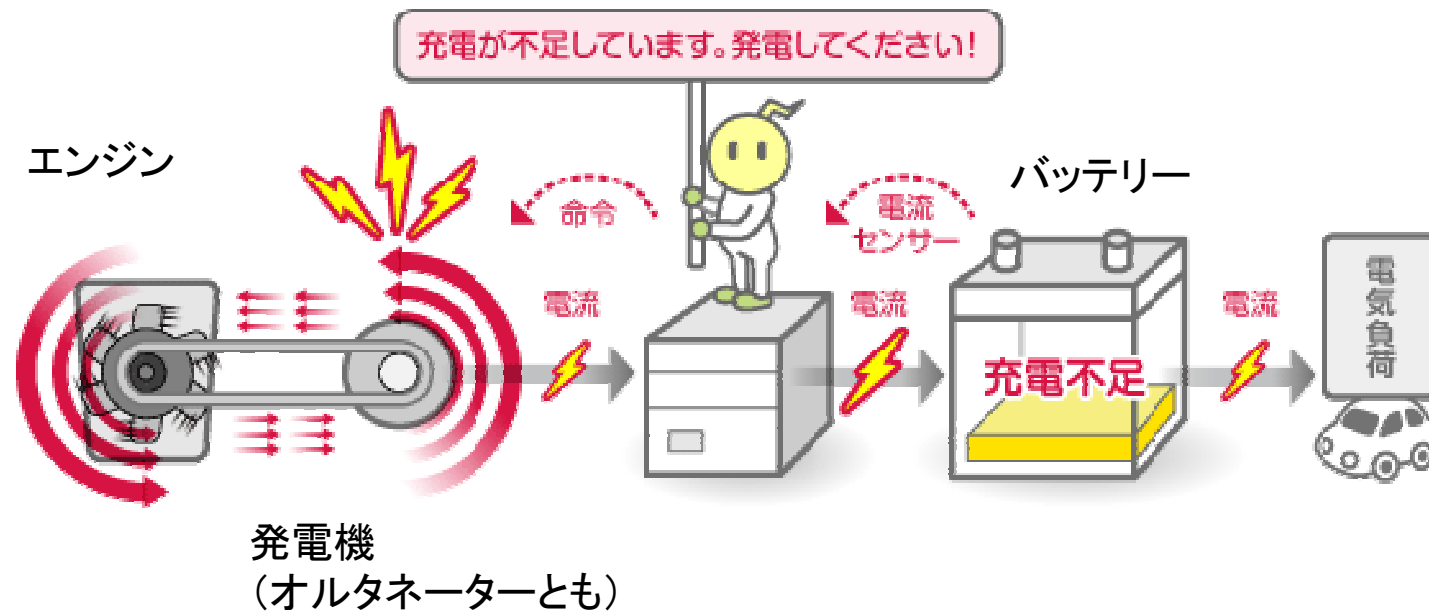 充電が不足しています。発電してください!
エンジン
バッテリー
命令
電流
センサー
電流
電流
電流
電気負荷
充電不足
発電機
(オルタネーターとも)